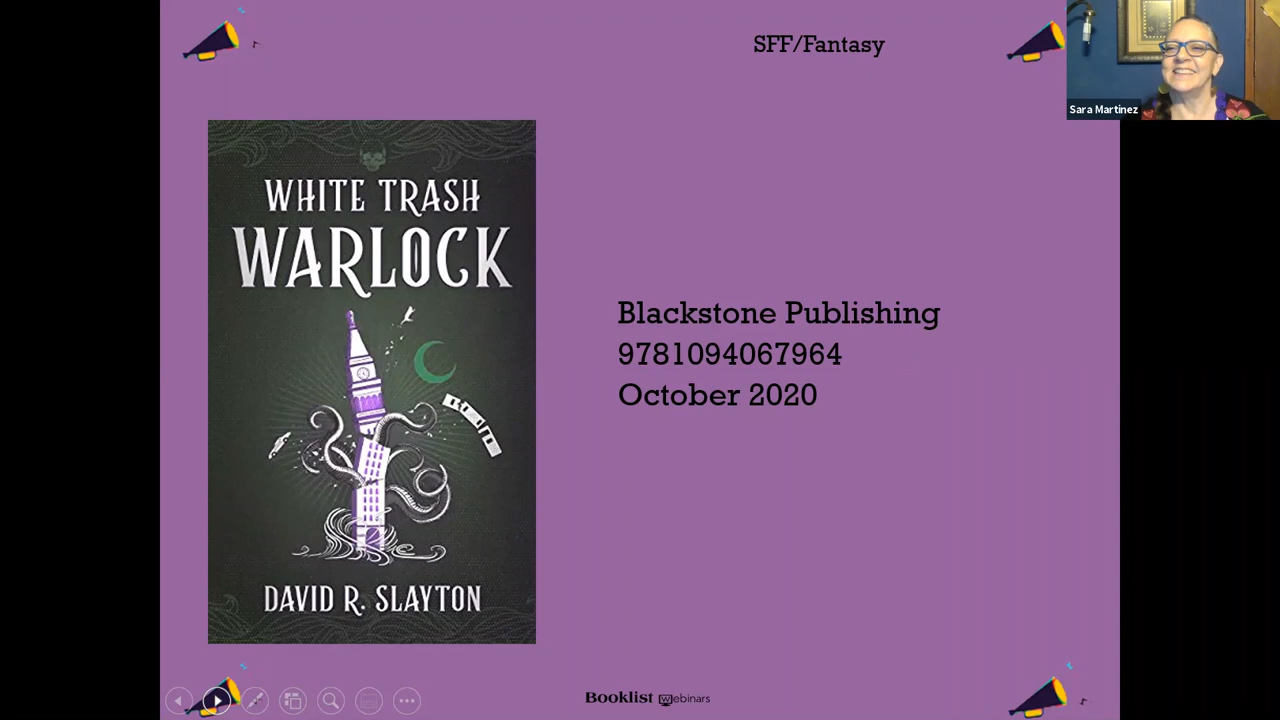 SFF/Fantasy
Sara Martinez
WHITE TRASH
WARLOCK
DAVID R. SLAYTON
Blackstone Publishing
9781094067964
October 2020
Booklist Webinars